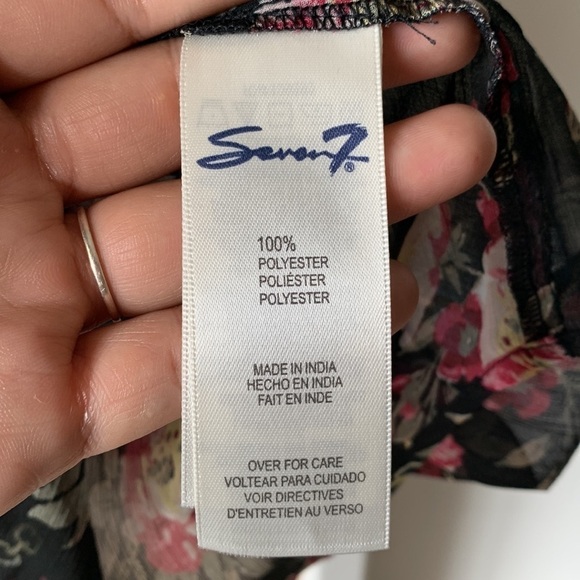 Seven7®
100%
POLYESTER
POLIÉSTER
POLYESTER
MADE IN INDIA
HECHO EN INDIA
FAIT EN INDE
OVER FOR CARE
VOLTEAR PARA CUIDADO
VOIR DIRECTIVES
D'ENTRETIEN AU VERSO